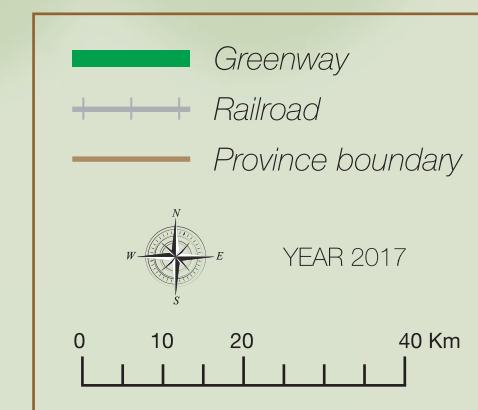 Greenway
Railroad
Province boundary
N
W E
S
YEAR 2017
0 10 20 40 Km